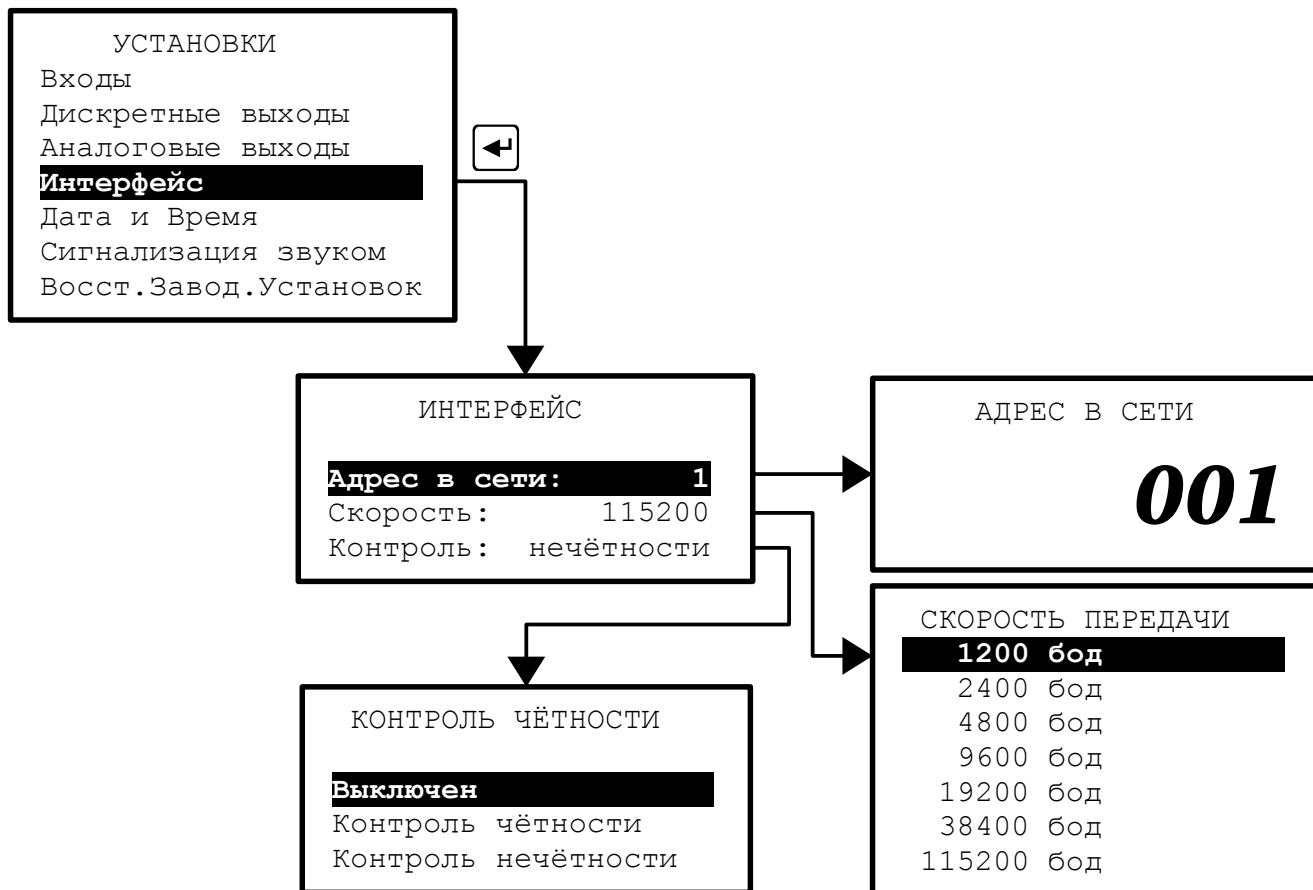 УСТАНОВКИ
Входы
Дискретные выходы
Аналоговые выходы
Интерфейс
Дата и Время
Сигнализация звуком
Восст.Завод.Установок
ИНТЕРФЕЙС
Адрес в сети: 1
Скорость: 115200
Контроль: нечётности
АДРЕС В СЕТИ
001
КОНТРОЛЬ ЧЁТНОСТИ
Выключен
Контроль чётности
Контроль нечётности
СКОРОСТЬ ПЕРЕДАЧИ
1200 бод
2400 бод
4800 бод
9600 бод
19200 бод
38400 бод
115200 бод